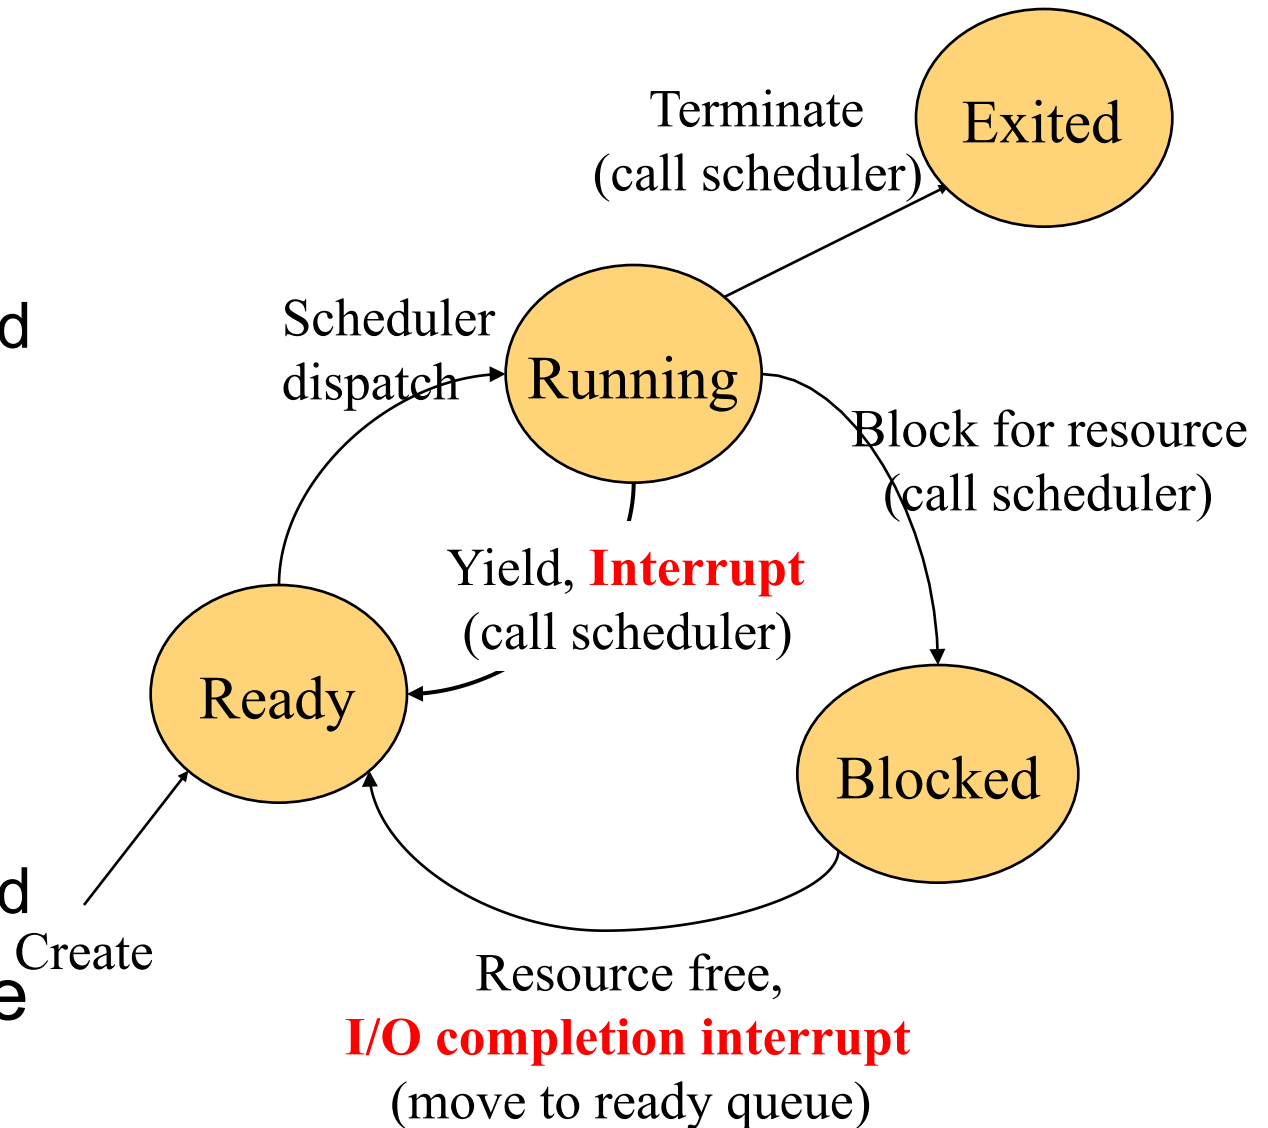 Terminate
(call scheduler)
Exited
d
Scheduler
dispatch
Running
Block for resource
(call scheduler)
Yield, Interrupt
(call scheduler)
Ready
Blocked
d
Create
e
Resource free,
I/O completion interrupt
(move to ready queue)